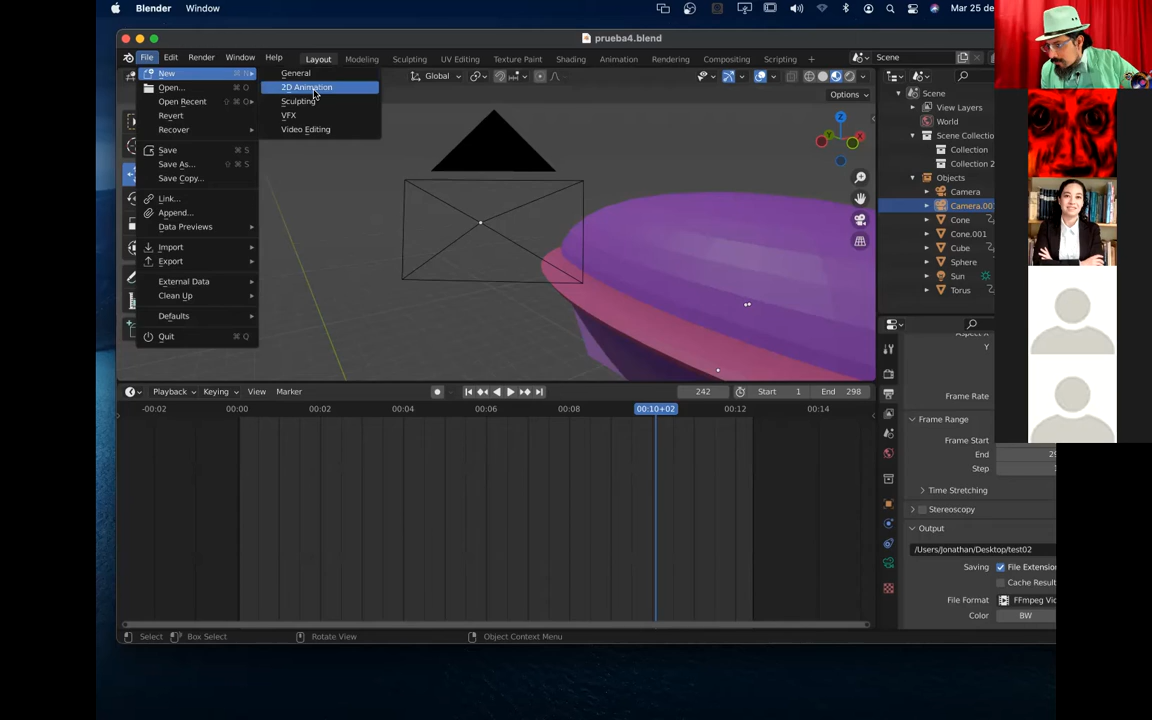 Blender Window Mar 25 de
prueba4.blend
File Edit Render Window Help Layout Modeling Sculpting UV Editing Texture Paint Shading Animation Rendering Compositing Scripting Scene
Global Options
New ⌘ N
Open... ⌘ O
Open Recent ⇧ ⌘ O
Revert
Recover
Save ⌘ S
Save As... ⇧ ⌘ S
Save Copy...
Link...
Append...
Data Previews
Import
Export
External Data
Clean Up
Defaults
Quit ⌘ Q
General
2D Animation
Sculpting
VFX
Video Editing
Z
Y
X
Scene
View Layers
World
Scene Collection
Collection
Collection 2
Objects
Camera
Camera.00
Cone
Cone.001
Cube
Sphere
Sun
Torus
Y
Frame Rate
Frame Range
Frame Start
End 29
Step
Time Stretching
Stereoscopy
Output
/Users/Jonathan/Desktop/test02
Saving File Extension
Cache Result
File Format FFmpeg Vid
Color BW
Playback Keying View Marker 242 Start 1 End 298
-00:02 00:00 00:02 00:04 00:06 00:08 00:10+02 00:12 00:14
Select Box Select Rotate View Object Context Menu